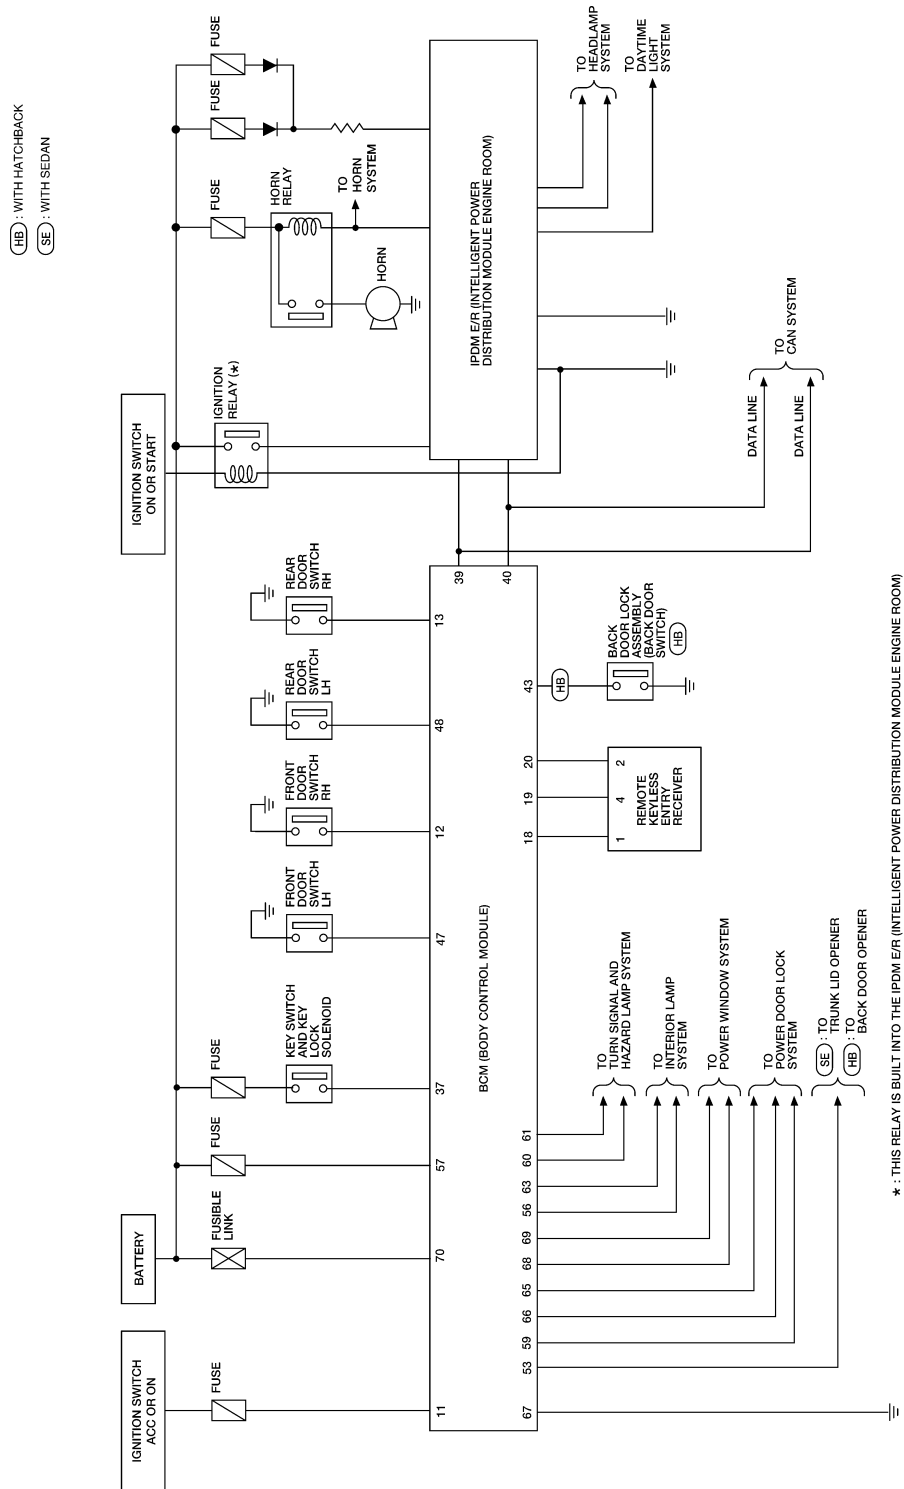 HB : WITH HATCHBACK
SE : WITH SEDAN
IGNITION SWITCH
ACC OR ON
BATTERY
IGNITION SWITCH
ON OR START
FUSE
FUSIBLE
LINK
FUSE
FUSE
KEY SWITCH
AND KEY
LOCK
SOLENOID
FRONT
DOOR
SWITCH
LH
FRONT
DOOR
SWITCH
RH
REAR
DOOR
SWITCH
LH
REAR
DOOR
SWITCH
RH
IGNITION
RELAY (*)
FUSE
HORN
RELAY
HORN
TO
HORN
SYSTEM
FUSE
FUSE
11
70
57
37
47
12
48
13
39
40
BCM (BODY CONTROL MODULE)
IPDM E/R (INTELLIGENT POWER
DISTRIBUTION MODULE ENGINE ROOM)
67
53
59
66
65
68
69
56
63
60
61
18
19
20
43
HB
1
4
2
REMOTE
KEYLESS
ENTRY
RECEIVER
BACK
DOOR LOCK
ASSEMBLY
(BACK DOOR
SWITCH)
HB
TO
TURN SIGNAL AND
HAZARD LAMP SYSTEM
TO
INTERIOR LAMP
SYSTEM
TO
POWER WINDOW SYSTEM
TO
POWER DOOR LOCK
SYSTEM
SE : TO
TRUNK LID OPENER
HB : TO
BACK DOOR OPENER
TO
HEADLAMP
SYSTEM
TO
DAYTIME
LIGHT
SYSTEM
DATA LINE
DATA LINE
TO
CAN SYSTEM
* : THIS RELAY IS BUILT INTO THE IPDM E/R (INTELLIGENT POWER DISTRIBUTION MODULE ENGINE ROOM)